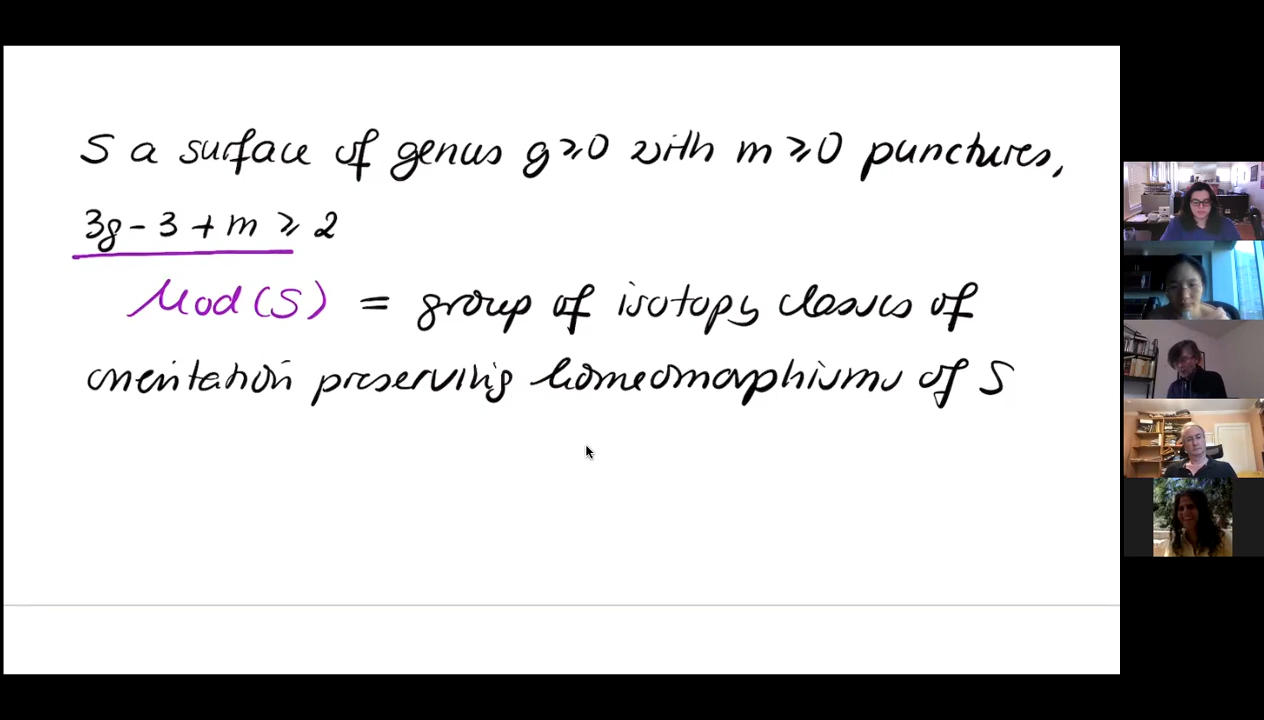 S a surface of genus g ⩾ 0 with m ⩾ 0 punctures,
3g - 3 + m ⩾ 2
Mod(S) = group of isotopy classes of
orientation preserving homeomorphisms of S